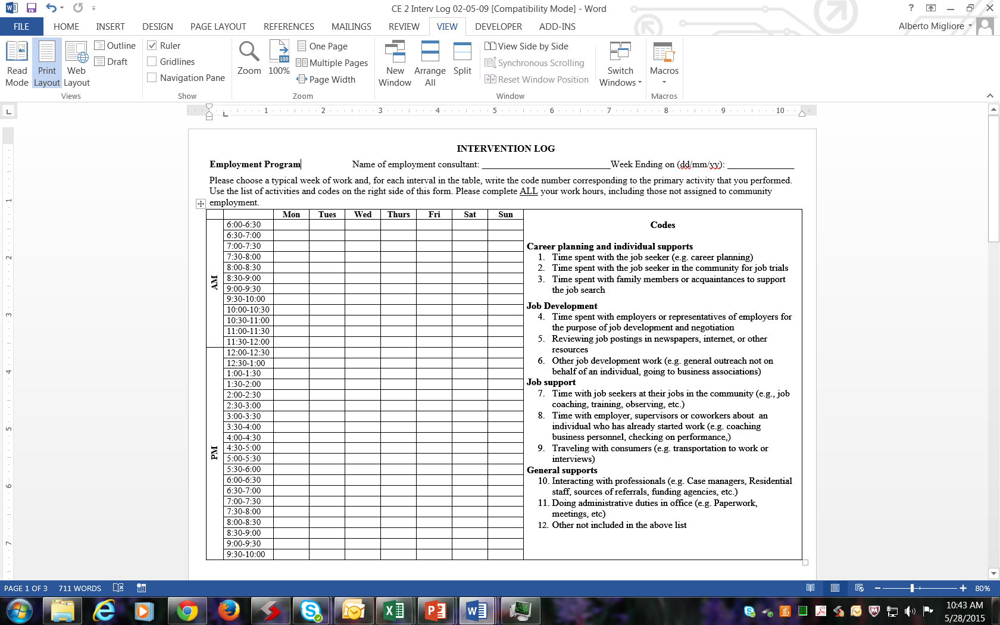 CE 2 Interv Log 02-05-09 [Compatibility Mode] - Word
FILE HOME INSERT DESIGN PAGE LAYOUT REFERENCES MAILINGS REVIEW VIEW DEVELOPER ADD-INS Alberto Migliore
Read Mode
Print Layout
Web Layout
Outline
Draft
Views
Ruler
Gridlines
Navigation Pane
Show
Zoom
100
100%
One Page
Multiple Pages
Page Width
Zoom
New Window
Arrange All
Split
View Side by Side
Synchronous Scrolling
Reset Window Position
Window
Switch Windows
Macros
Macros
1 2 3 4 5 6 7 8 9 10
1
2
3
4
5
6
7
INTERVENTION LOG
Employment Program Name of employment consultant: ____________________________Week Ending on (dd/mm/yy): ______________
Please choose a typical week of work and, for each interval in the table, write the code number corresponding to the primary activity that you performed.
Use the list of activities and codes on the right side of this form. Please complete ALL your work hours, including those not assigned to community
employment.
Mon Tues Wed Thurs Fri Sat Sun
AM
6:00-6:30
6:30-7:00
7:00-7:30
7:30-8:00
8:00-8:30
8:30-9:00
9:00-9:30
9:30-10:00
10:00-10:30
10:30-11:00
11:00-11:30
11:30-12:00
PM
12:00-12:30
12:30-1:00
1:00-1:30
1:30-2:00
2:00-2:30
2:30-3:00
3:00-3:30
3:30-4:00
4:00-4:30
4:30-5:00
5:00-5:30
5:30-6:00
6:00-6:30
6:30-7:00
7:00-7:30
7:30-8:00
8:00-8:30
8:30-9:00
9:00-9:30
9:30-10:00
Codes
Career planning and individual supports
1. Time spent with the job seeker (e.g. career planning)
2. Time spent with the job seeker in the community for job trials
3. Time spent with family members or acquaintances to support
the job search
Job Development
4. Time spent with employers or representatives of employers for
the purpose of job development and negotiation
5. Reviewing job postings in newspapers, internet, or other
resources
6. Other job development work (e.g. general outreach not on
behalf of an individual, going to business associations)
Job support
7. Time with job seekers at their jobs in the community (e.g., job
coaching, training, observing, etc.)
8. Time with employer, supervisors or coworkers about  an
individual who has already started work (e.g. coaching
business personnel, checking on performance,)
9. Traveling with consumers (e.g. transportation to work or
interviews)
General supports
10. Interacting with professionals (e.g. Case managers, Residential
staff, sources of referrals, funding agencies, etc.)
11. Doing administrative duties in office (e.g. Paperwork,
meetings, etc)
12. Other not included in the above list
PAGE 1 OF 3 711 WORDS 80%
10:43 AM
5/28/2015